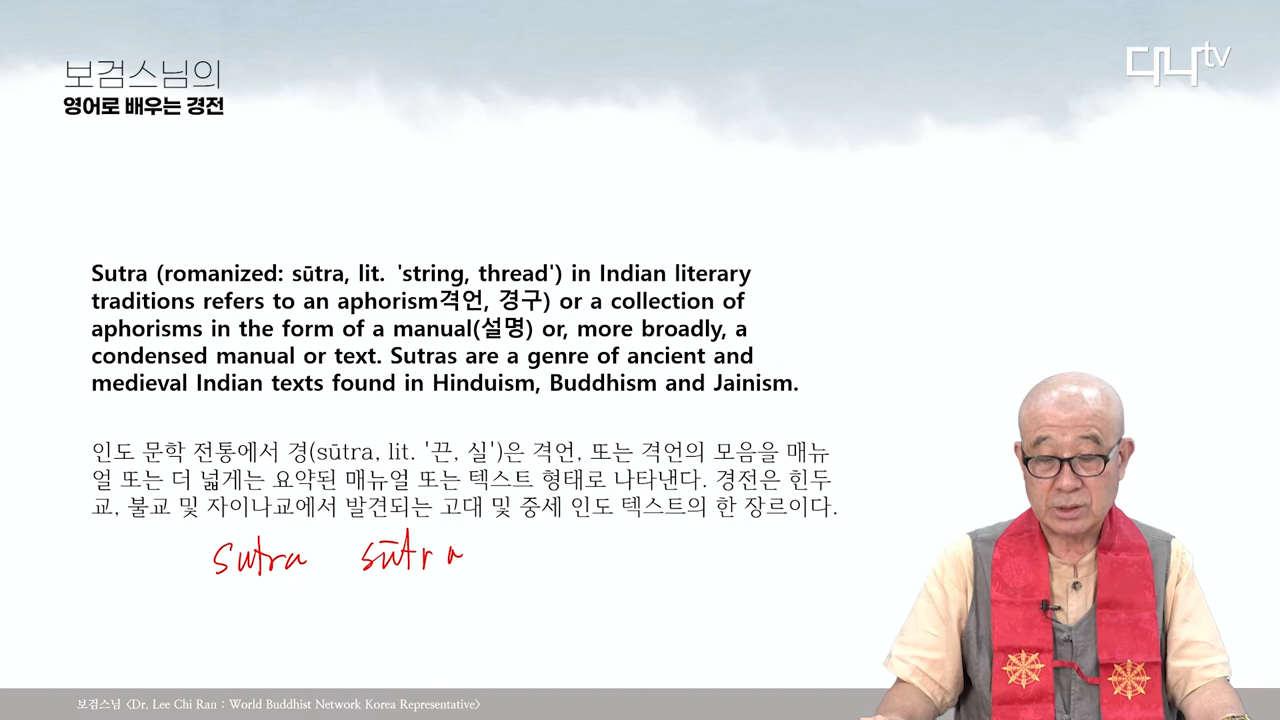 보검스님의
영어로 배우는 경전
다나tv
Sutra (romanized: sūtra, lit. 'string, thread') in Indian literary
traditions refers to an aphorism격언, 경구) or a collection of
aphorisms in the form of a manual(설명) or, more broadly, a
condensed manual or text. Sutras are a genre of ancient and
medieval Indian texts found in Hinduism, Buddhism and Jainism.
인도 문학 전통에서 경(sūtra, lit. '끈, 실')은 격언, 또는 격언의 모음을 매뉴
얼 또는 더 넓게는 요약된 매뉴얼 또는 텍스트 형태로 나타낸다. 경전은 힌두
교, 불교 및 자이나교에서 발견되는 고대 및 중세 인도 텍스트의 한 장르이다.
sutra sūtra
보검스님 <Dr. Lee Chi Ran : World Buddhist Network Korea Representative>